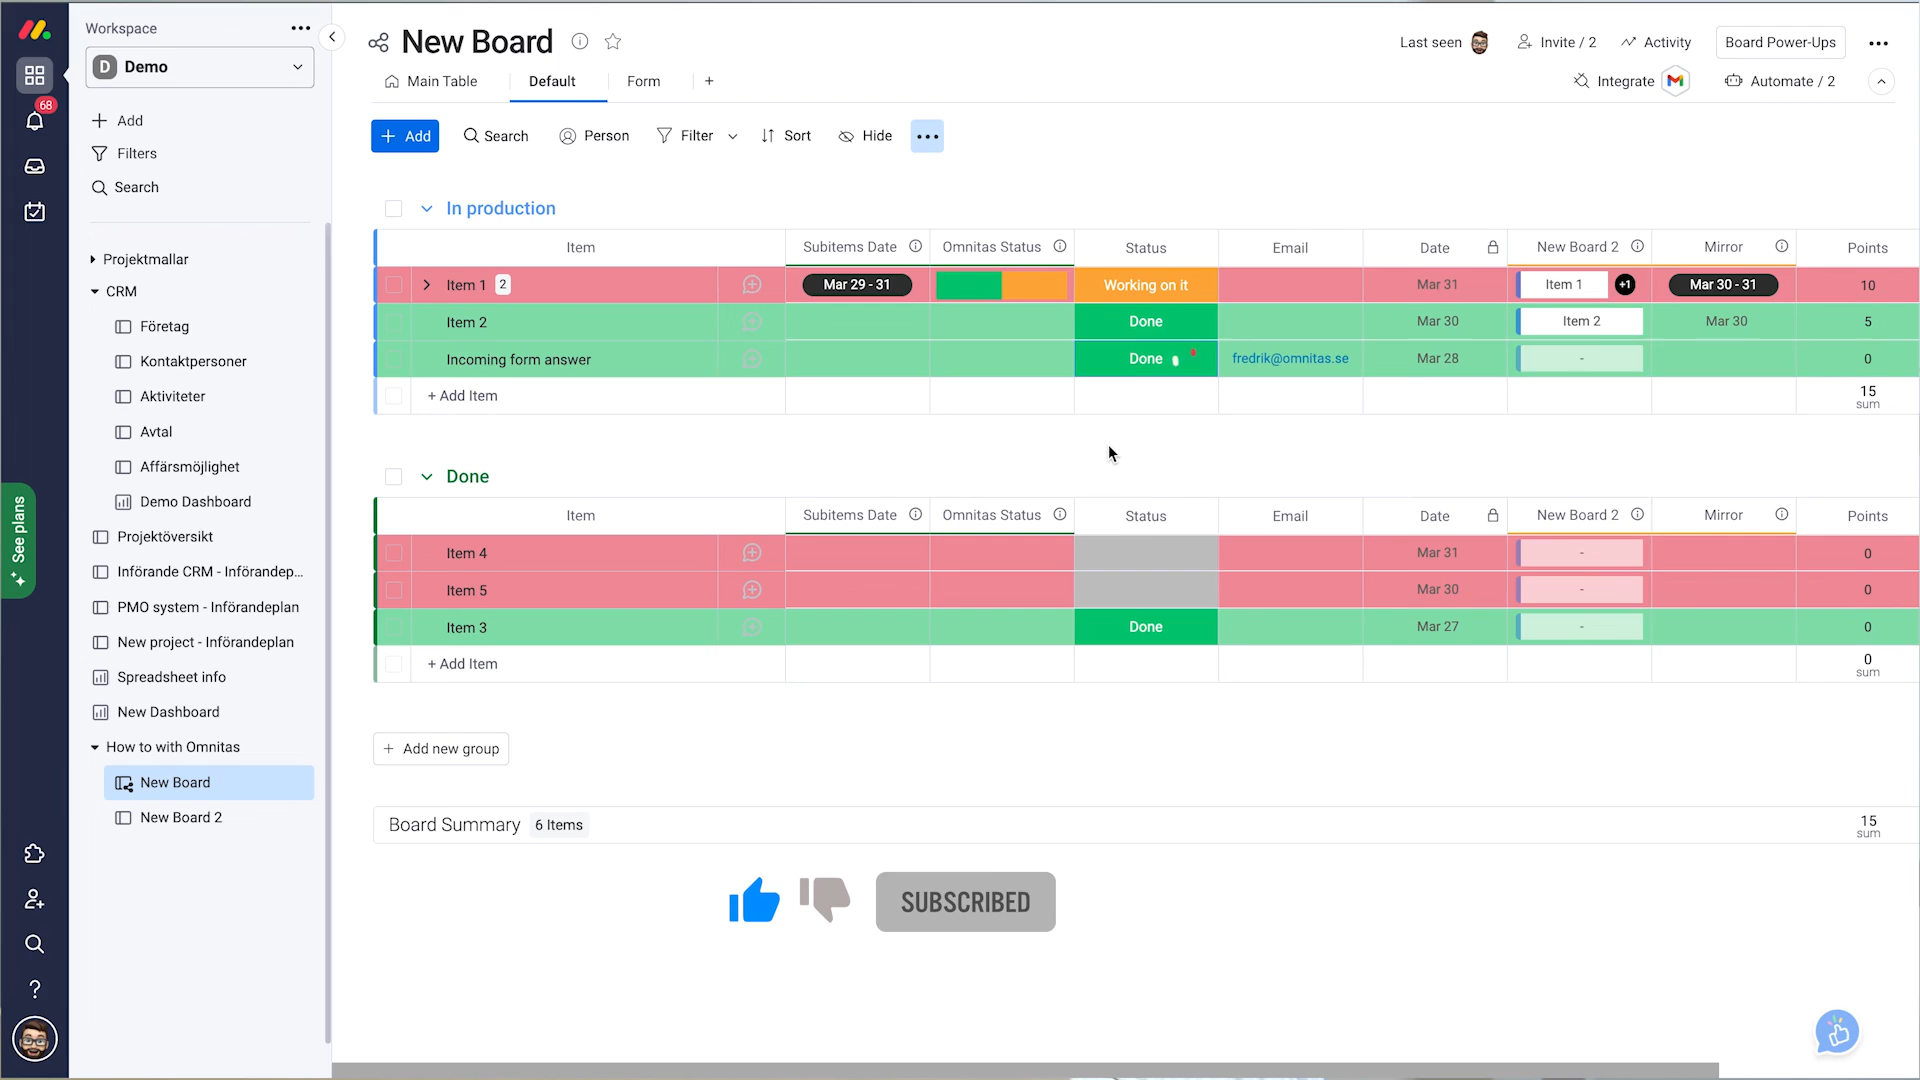 Workspace
D Demo
68
Add
Filters
Search
Projektmallar
CRM
Företag
Kontaktpersoner
Aktiviteter
Avtal
Affärsmöjlighet
Demo Dashboard
Projektöversikt
Införande CRM - Införandep...
PMO system - Införandeplan
New project - Införandeplan
Spreadsheet info
New Dashboard
How to with Omnitas
New Board
New Board 2
See plans
?
New Board
Last seen
Invite / 2
Activity
Board Power-Ups
Main Table
Default
Form
+
Integrate
Automate / 2
+ Add
Search
Person
Filter
Sort
Hide
In production
Item Subitems Date Omnitas Status Status Email Date New Board 2 Mirror Points
Item 1 2 Mar 29 - 31 Working on it Mar 31 Item 1 +1 Mar 30 - 31 10
Item 2 Done Mar 30 Item 2 Mar 30 5
Incoming form answer Done fredrik@omnitas.se Mar 28 - 0
+ Add Item 15
sum
Done
Item Subitems Date Omnitas Status Status Email Date New Board 2 Mirror Points
Item 4 Mar 31 - 0
Item 5 Mar 30 - 0
Item 3 Done Mar 27 - 0
+ Add Item 0
sum
+ Add new group
Board Summary 6 Items 15
sum
SUBSCRIBED